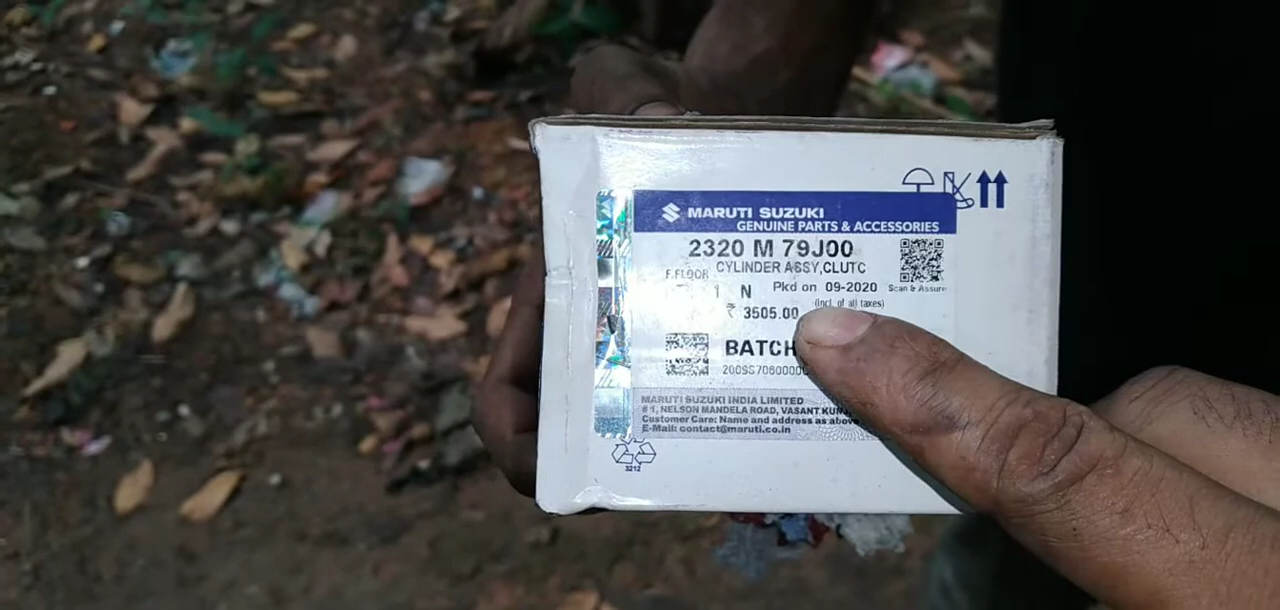 MARUTI SUZUKI
GENUINE PARTS & ACCESSORIES
2320 M 79J00
F.FLOOR CYLINDER ASSY,CLUTC
1 N Pkd on 09-2020 Scan & Assure
₹ 3505.00 (Incl. of all taxes)
BATCH
MARUTI SUZUKI INDIA LIMITED
# 1, NELSON MANDELA ROAD, VASANT KUNJ
Customer Care: Name and address as above
E-Mail: contact@maruti.co.in
3212